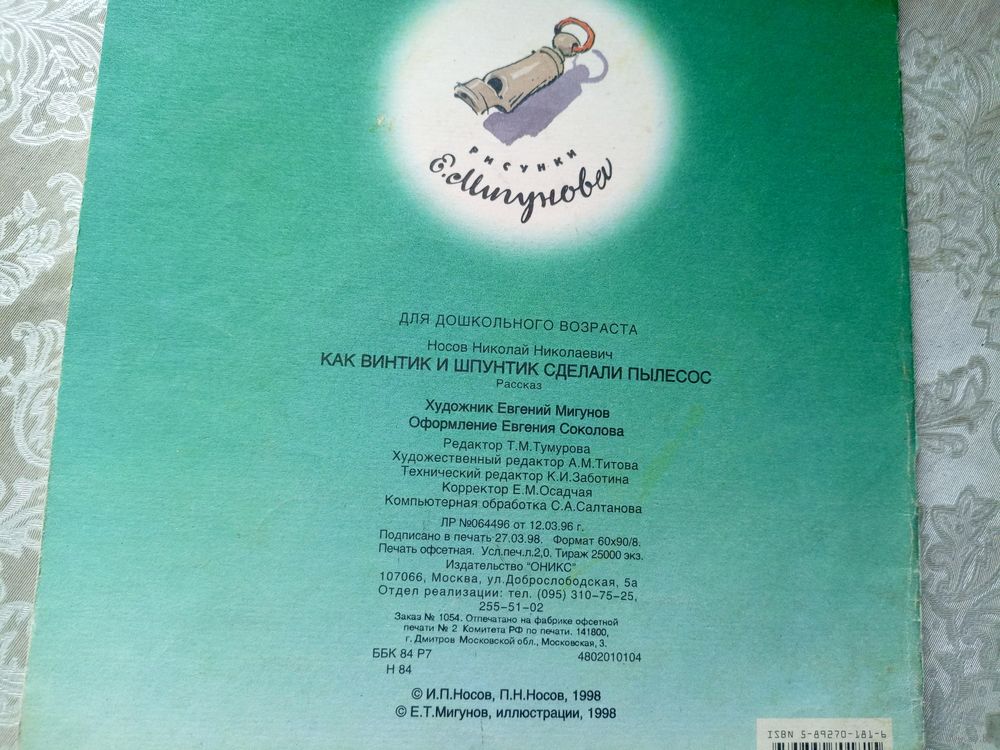 РИСУНКИ
Е.Мигунова
ДЛЯ ДОШКОЛЬНОГО ВОЗРАСТА
Носов Николай Николаевич
КАК ВИНТИК И ШПУНТИК СДЕЛАЛИ ПЫЛЕСОС
Рассказ
Художник Евгений Мигунов
Оформление Евгения Соколова
Редактор Т.М.Тумурова
Художественный редактор А.М.Титова
Технический редактор К.И.Заботина
Корректор Е.М.Осадчая
Компьютерная обработка С.А.Салтанова
ЛР №064496 от 12.03.96 г.
Подписано в печать 27.03.98. Формат 60х90/8.
Печать офсетная. Усл.печ.л.2,0. Тираж 25000 экз.
Издательство "ОНИКС"
107066, Москва, ул.Доброслободская, 5а
Отдел реализации: тел. (095) 310-75-25,
255-51-02
Заказ № 1054. Отпечатано на фабрике офсетной
печати № 2 Комитета РФ по печати. 141800,
г. Дмитров Московской обл., Московская, 3.
ББК 84 Р7 4802010104
Н 84
© И.П.Носов, П.Н.Носов, 1998
© Е.Т.Мигунов, иллюстрации, 1998
ISBN 5-89270-181-6